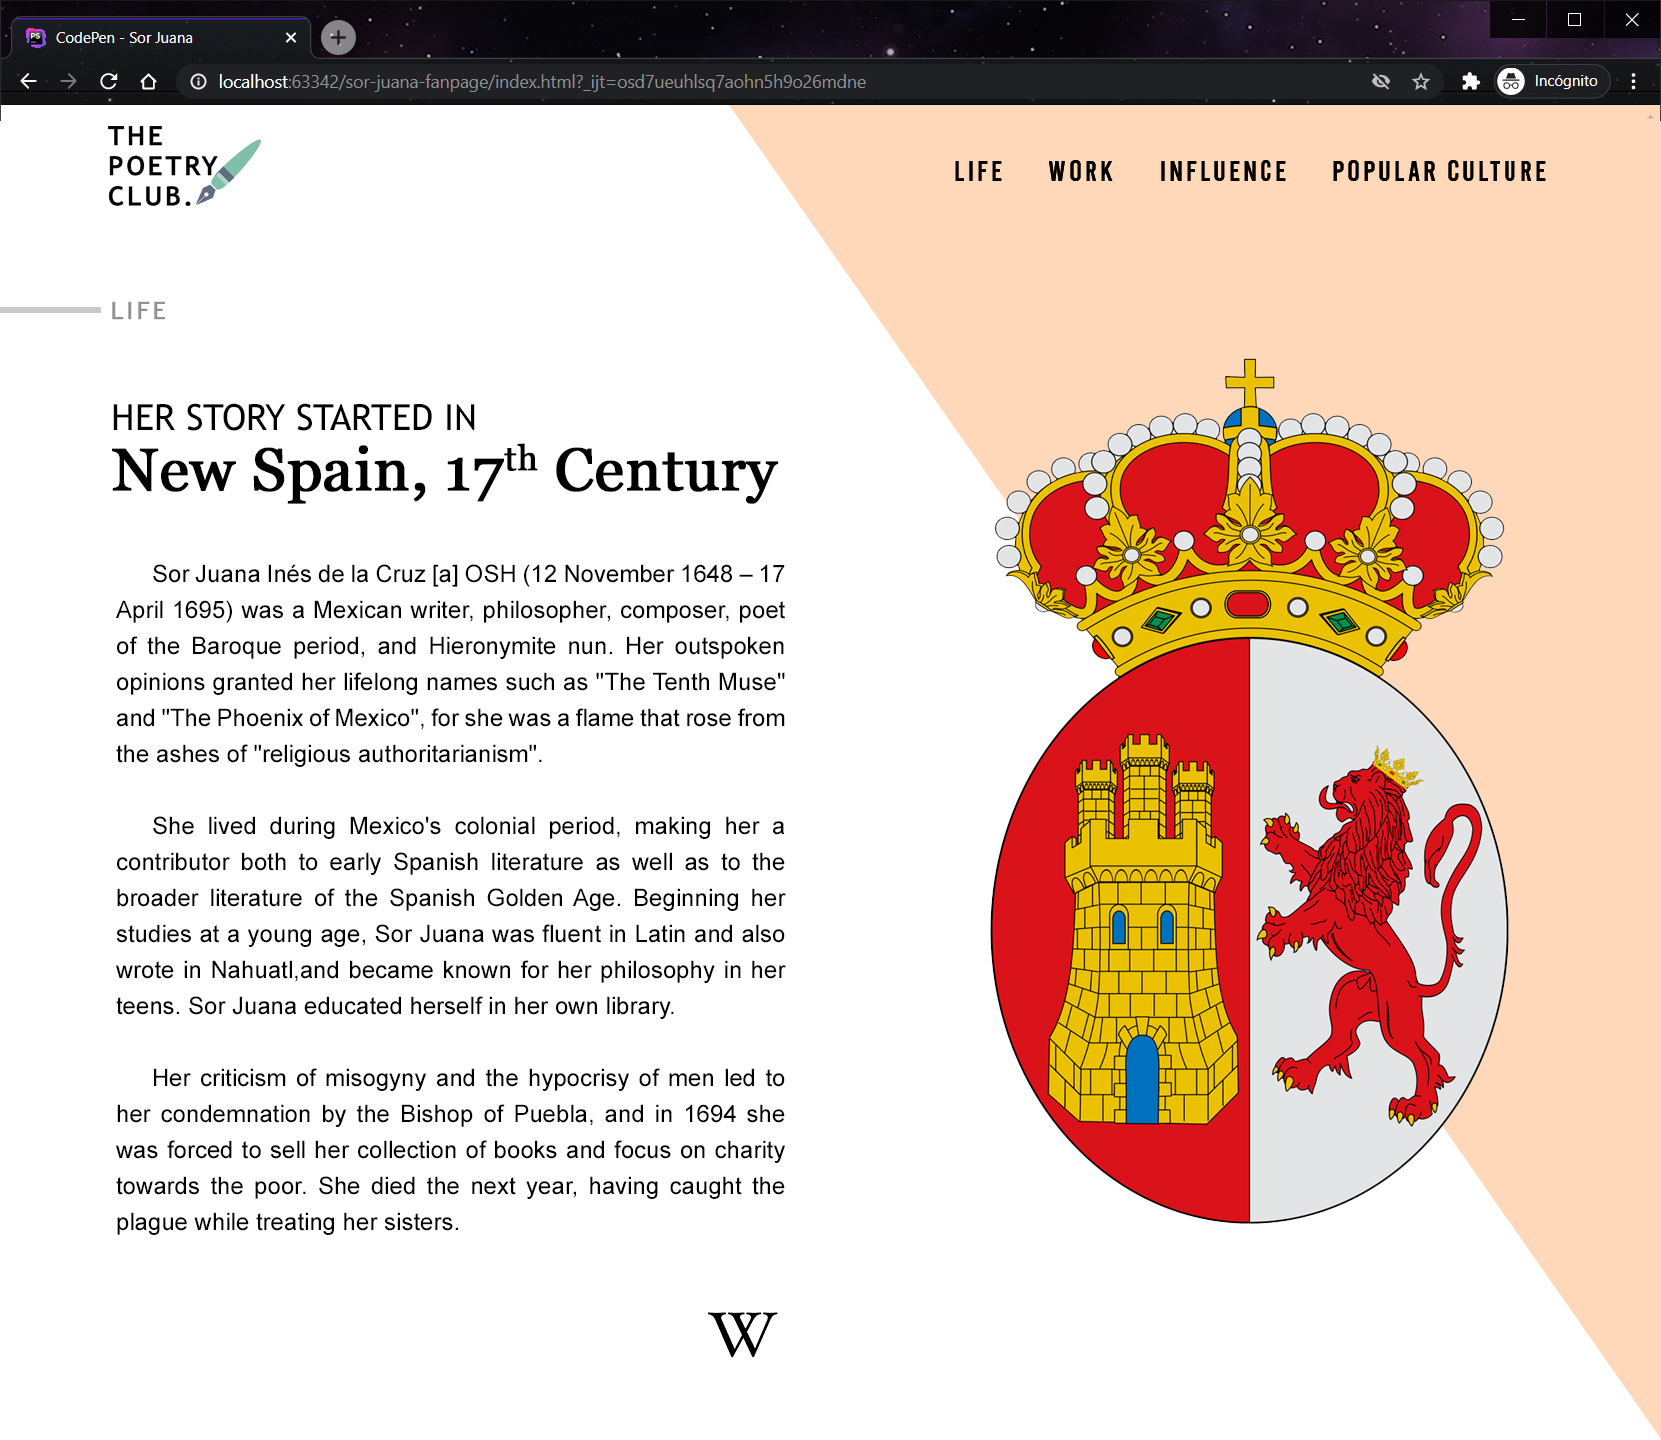 CodePen - Sor Juana
localhost:63342/sor-juana-fanpage/index.html?_ijt=osd7ueuhlsq7aohn5h9o26mdne
Incógnito
THE
POETRY
CLUB.
LIFE WORK INFLUENCE POPULAR CULTURE
LIFE
HER STORY STARTED IN
New Spain, 17th Century
Sor Juana Inés de la Cruz [a] OSH (12 November 1648 – 17
April 1695) was a Mexican writer, philosopher, composer, poet
of the Baroque period, and Hieronymite nun. Her outspoken
opinions granted her lifelong names such as "The Tenth Muse"
and "The Phoenix of Mexico", for she was a flame that rose from
the ashes of "religious authoritarianism".
She lived during Mexico's colonial period, making her a
contributor both to early Spanish literature as well as to the
broader literature of the Spanish Golden Age. Beginning her
studies at a young age, Sor Juana was fluent in Latin and also
wrote in Nahuatl,and became known for her philosophy in her
teens. Sor Juana educated herself in her own library.
Her criticism of misogyny and the hypocrisy of men led to
her condemnation by the Bishop of Puebla, and in 1694 she
was forced to sell her collection of books and focus on charity
towards the poor. She died the next year, having caught the
plague while treating her sisters.
W